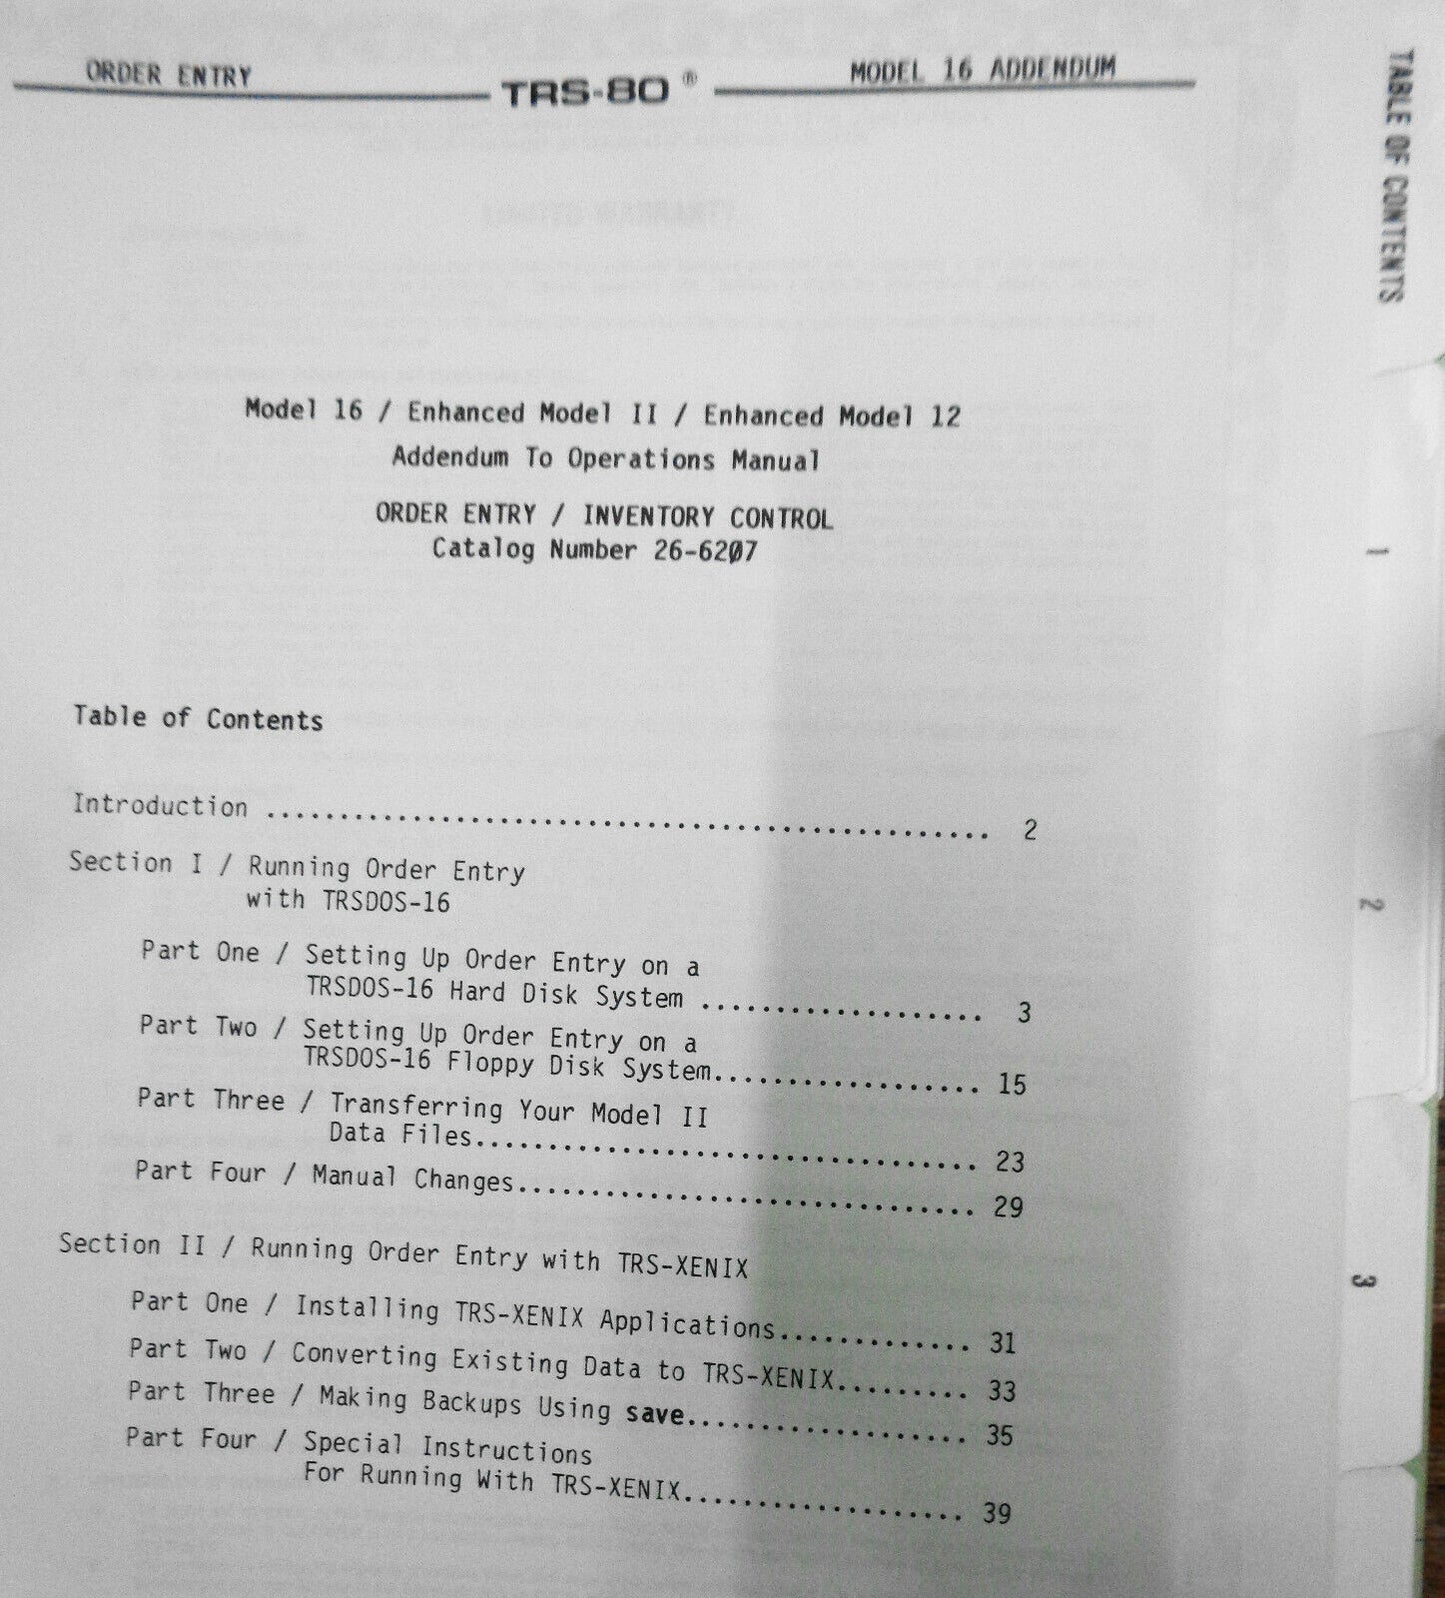 ORDER ENTRY TRS-80 ® MODEL 16 ADDENDUM
Model 16 / Enhanced Model II / Enhanced Model 12
Addendum To Operations Manual
ORDER ENTRY / INVENTORY CONTROL
Catalog Number 26-62Ø7
Table of Contents
Introduction .................................................. 2
Section I / Running Order Entry
with TRSDOS-16
Part One / Setting Up Order Entry on a
TRSDOS-16 Hard Disk System ................... 3
Part Two / Setting Up Order Entry on a
TRSDOS-16 Floppy Disk System................... 15
Part Three / Transferring Your Model II
Data Files................................... 23
Part Four / Manual Changes................................ 29
Section II / Running Order Entry with TRS-XENIX
Part One / Installing TRS-XENIX Applications............. 31
Part Two / Converting Existing Data to TRS-XENIX......... 33
Part Three / Making Backups Using save................... 35
Part Four / Special Instructions
For Running With TRS-XENIX.................... 39
TABLE OF CONTENTS
1
2
3